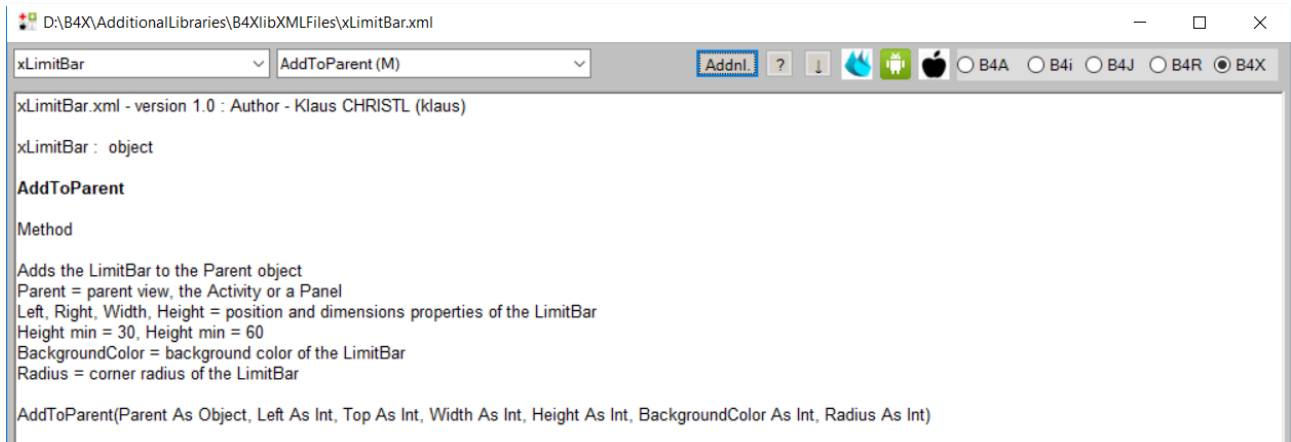 D:\B4X\AdditionalLibraries\B4XlibXMLFiles\xLimitBar.xml
xLimitBar AddToParent (M) Addnl. ? ↓ B4A B4i B4J B4R B4X
xLimitBar.xml - version 1.0 : Author - Klaus CHRISTL (klaus)
xLimitBar : object
AddToParent
Method
Adds the LimitBar to the Parent object
Parent = parent view, the Activity or a Panel
Left, Right, Width, Height = position and dimensions properties of the LimitBar
Height min = 30, Height min = 60
BackgroundColor = background color of the LimitBar
Radius = corner radius of the LimitBar
AddToParent(Parent As Object, Left As Int, Top As Int, Width As Int, Height As Int, BackgroundColor As Int, Radius As Int)